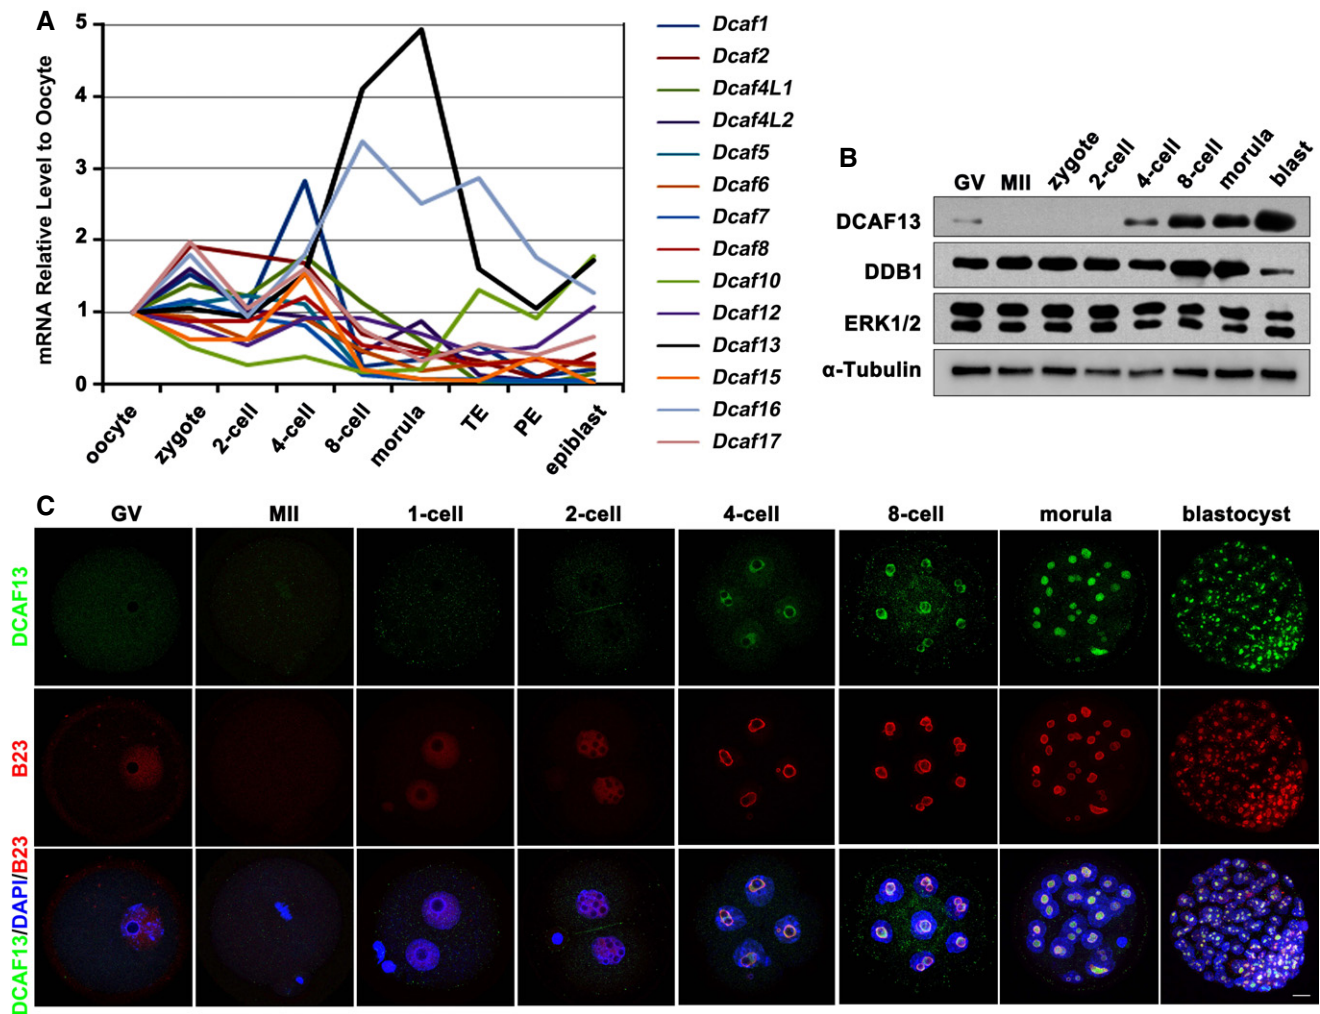 A
mRNA Relative Level to Oocyte
5
4
3
2
1
0
oocyte
zygote
2-cell
4-cell
8-cell
morula
TE
PE
epiblast
Dcaf1
Dcaf2
Dcaf4L1
Dcaf4L2
Dcaf5
Dcaf6
Dcaf7
Dcaf8
Dcaf10
Dcaf12
Dcaf13
Dcaf15
Dcaf16
Dcaf17
B
GV MII zygote 2-cell 4-cell 8-cell morula blast
DCAF13
DDB1
ERK1/2
α-Tubulin
C
GV MII 1-cell 2-cell 4-cell 8-cell morula blastocyst
DCAF13
B23
DCAF13/DAPI/B23